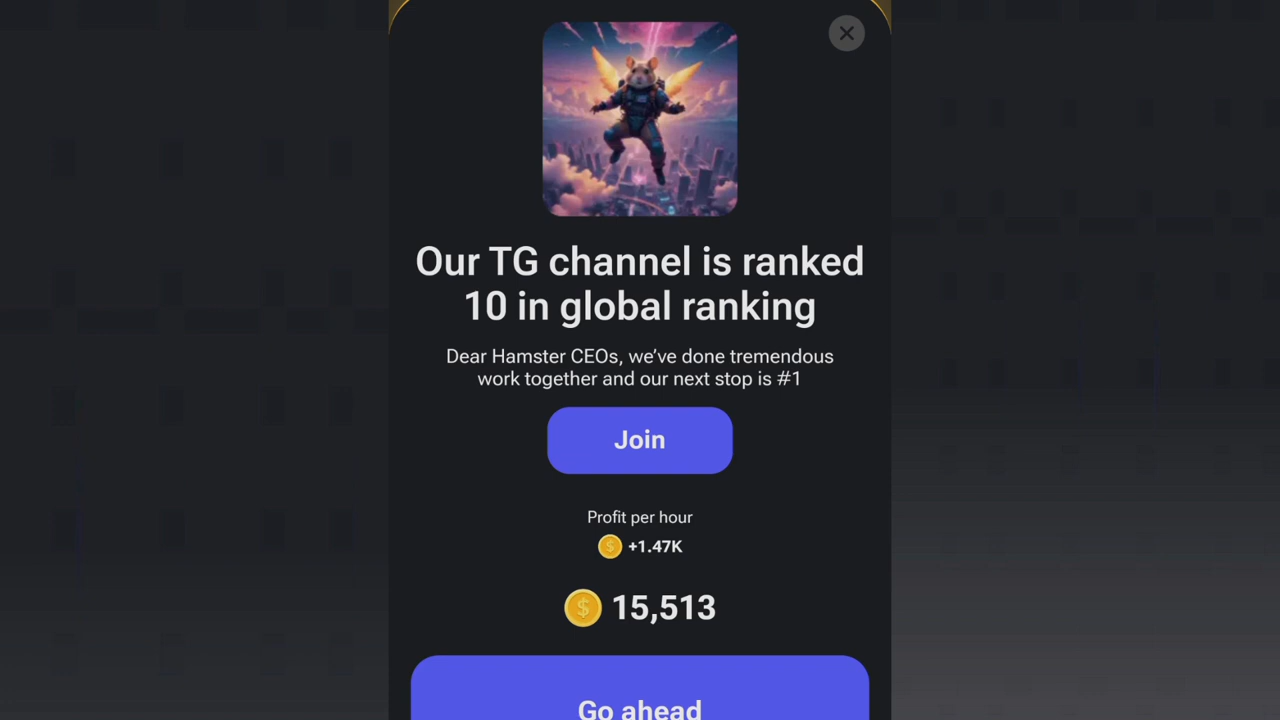 Our TG channel is ranked
10 in global ranking
Dear Hamster CEOs, we've done tremendous
work together and our next stop is #1
Join
Profit per hour
$ +1.47K
$ 15,513
Go ahead